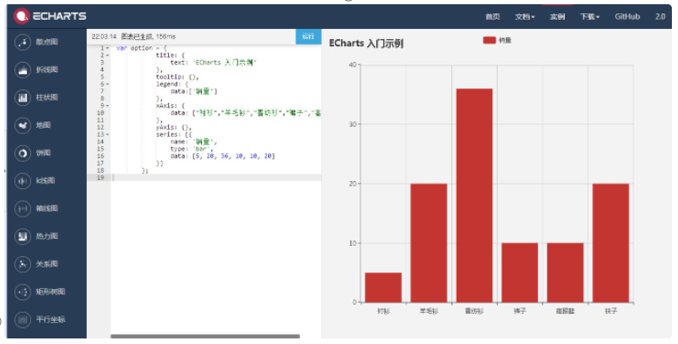 ECHARTS
首页 文档 实例 下载 GitHub 2.0
散点图
折线图
柱状图
地图
饼图
k线图
箱线图
热力图
关系图
矩形树图
平行坐标
22:03:14 图表已生成, 156ms
运行
1 var option = {
2 title: {
3 text: 'ECharts 入门示例'
4 },
5 tooltip: {},
6 legend: {
7 data:['销量']
8 },
9 xAxis: {
10 data: ["衬衫","羊毛衫","雪纺衫","裤子","高
11 },
12 yAxis: {},
13 series: [{
14 name: '销量',
15 type: 'bar',
16 data: [5, 20, 36, 10, 10, 20]
17 }]
18 };
19
ECharts 入门示例
销量
40
30
20
10
0
衬衫 羊毛衫 雪纺衫 裤子 高跟鞋 袜子